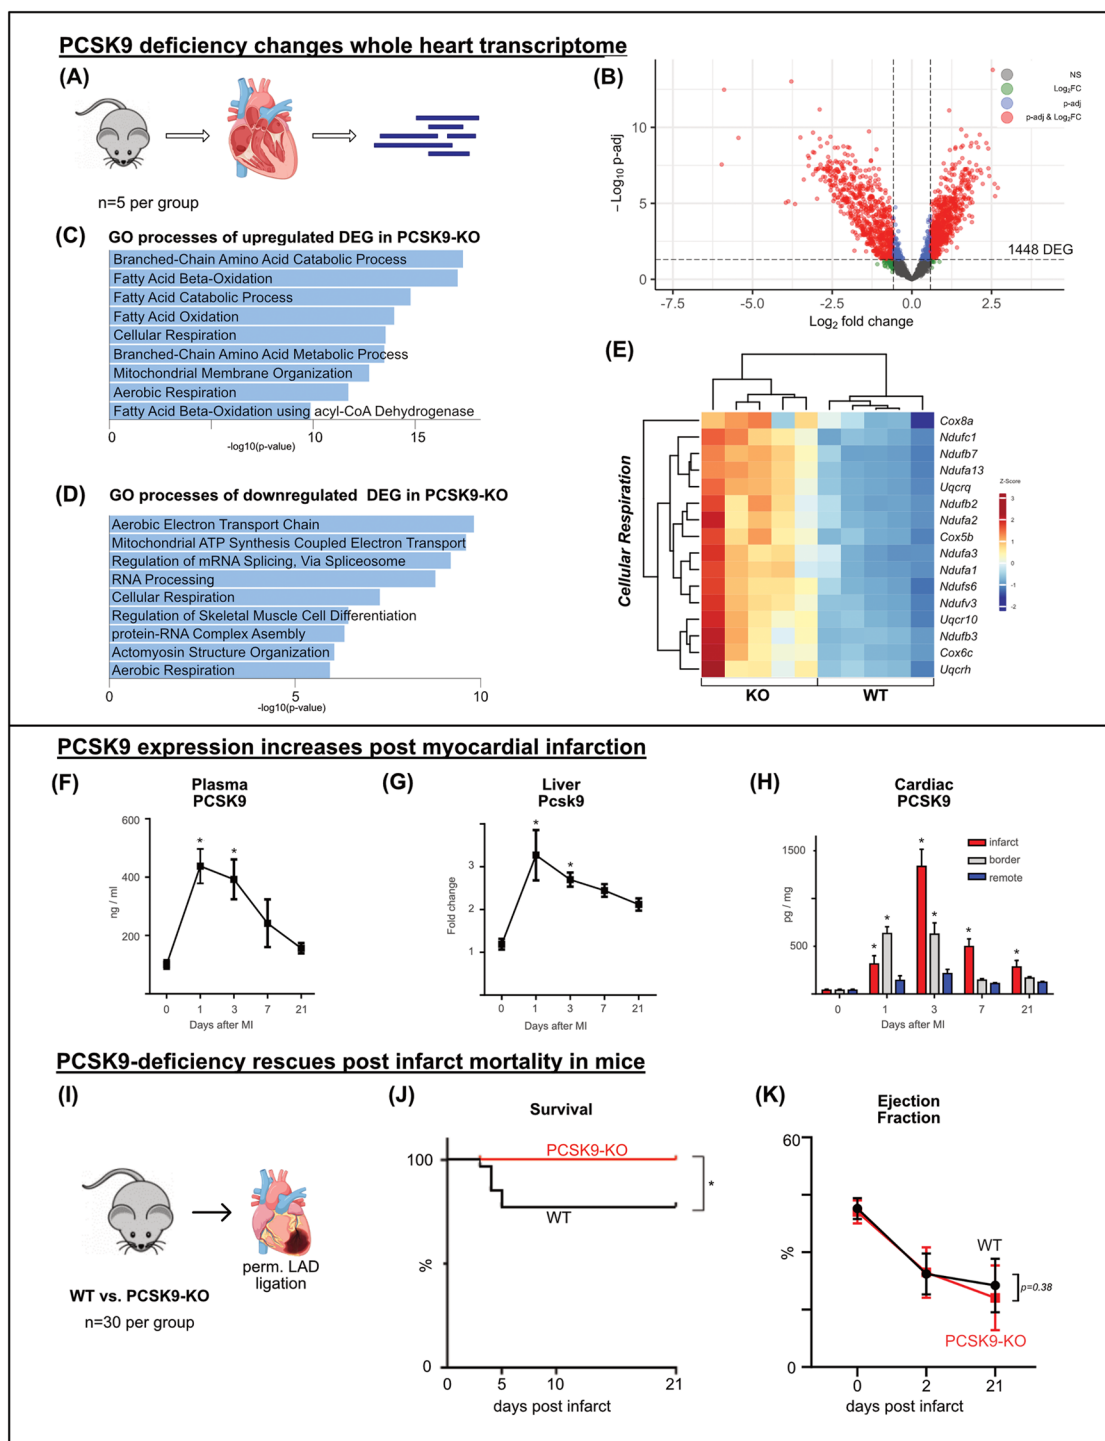 PCSK9 deficiency changes whole heart transcriptome
(A)
n=5 per group
(B)
NS
Log2FC
p-adj
p-adj & Log2FC
− Log10 p-adj
10
5
0
1448 DEG
-7.5
-5.0
-2.5
0.0
2.5
Log2 fold change
(C)
GO processes of upregulated DEG in PCSK9-KO
Branched-Chain Amino Acid Catabolic Process
Fatty Acid Beta-Oxidation
Fatty Acid Catabolic Process
Fatty Acid Oxidation
Cellular Respiration
Branched-Chain Amino Acid Metabolic Process
Mitochondrial Membrane Organization
Aerobic Respiration
Fatty Acid Beta-Oxidation using acyl-CoA Dehydrogenase
0
10
15
-log10(p-value)
(D)
GO processes of downregulated DEG in PCSK9-KO
Aerobic Electron Transport Chain
Mitochondrial ATP Synthesis Coupled Electron Transport
Regulation of mRNA Splicing, Via Spliceosome
RNA Processing
Cellular Respiration
Regulation of Skeletal Muscle Cell Differentiation
protein-RNA Complex Asembly
Actomyosin Structure Organization
Aerobic Respiration
0
5
10
-log10(p-value)
(E)
Cellular Respiration
Cox8a
Ndufc1
Ndufb7
Ndufa13
Uqcrq
Ndufb2
Ndufa2
Cox5b
Ndufa3
Ndufa1
Ndufs6
Ndufv3
Uqcr10
Ndufb3
Cox6c
Uqcrh
KO
WT
Z-Score
3
2
1
0
-1
-2
PCSK9 expression increases post myocardial infarction
(F)
Plasma
PCSK9
600
400
200
ng / ml
*
*
0
1
3
7
21
Days after MI
(G)
Liver
Pcsk9
Fold change
3
2
1
*
*
0
1
3
7
21
Days after MI
(H)
Cardiac
PCSK9
infarct
border
remote
1500
500
pg / mg
*
*
*
*
*
*
0
1
3
7
21
Days after MI
PCSK9-deficiency rescues post infarct mortality in mice
(I)
perm. LAD
ligation
WT vs. PCSK9-KO
n=30 per group
(J)
Survival
PCSK9-KO
WT
*
100
%
0
0
5
10
21
days post infarct
(K)
Ejection
Fraction
60
%
0
WT
p=0.38
PCSK9-KO
0
2
21
days post infarct